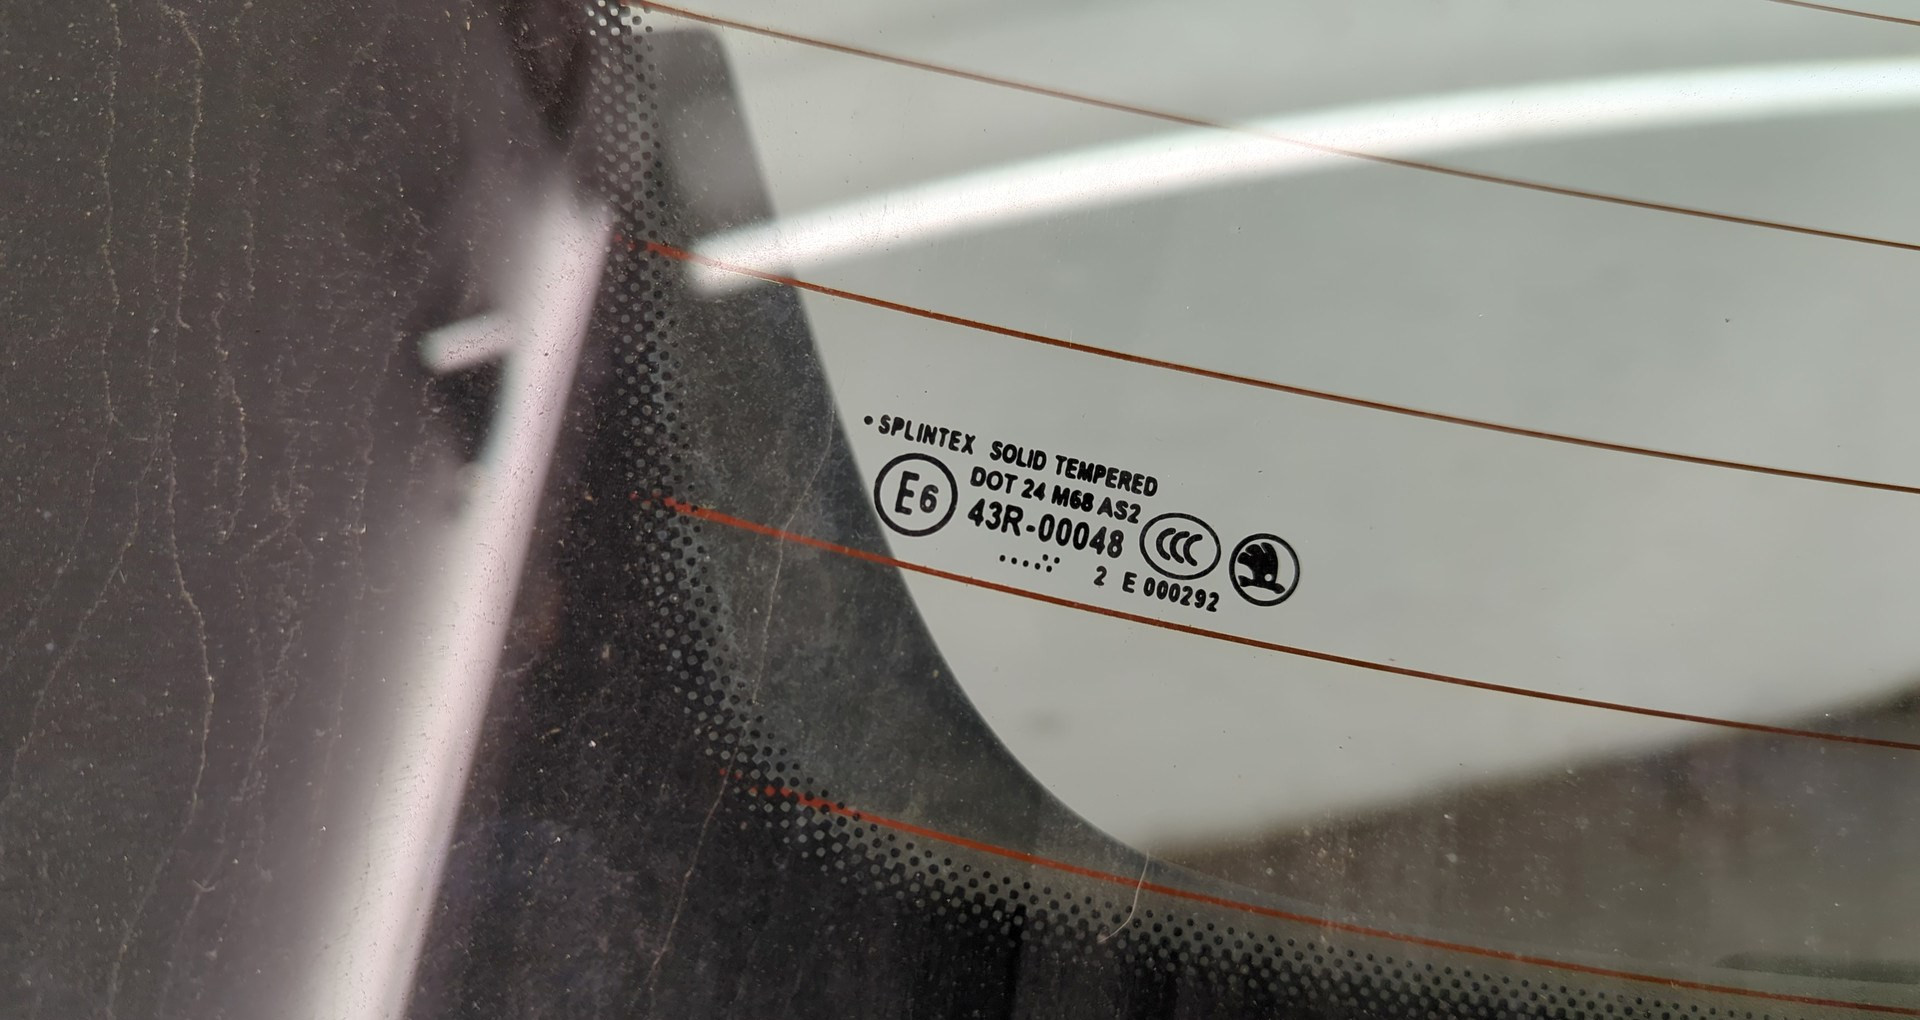 SPLINTEX SOLID TEMPERED
DOT 24 M68 AS2
E6
43R-00048
CCC
2 E 000292